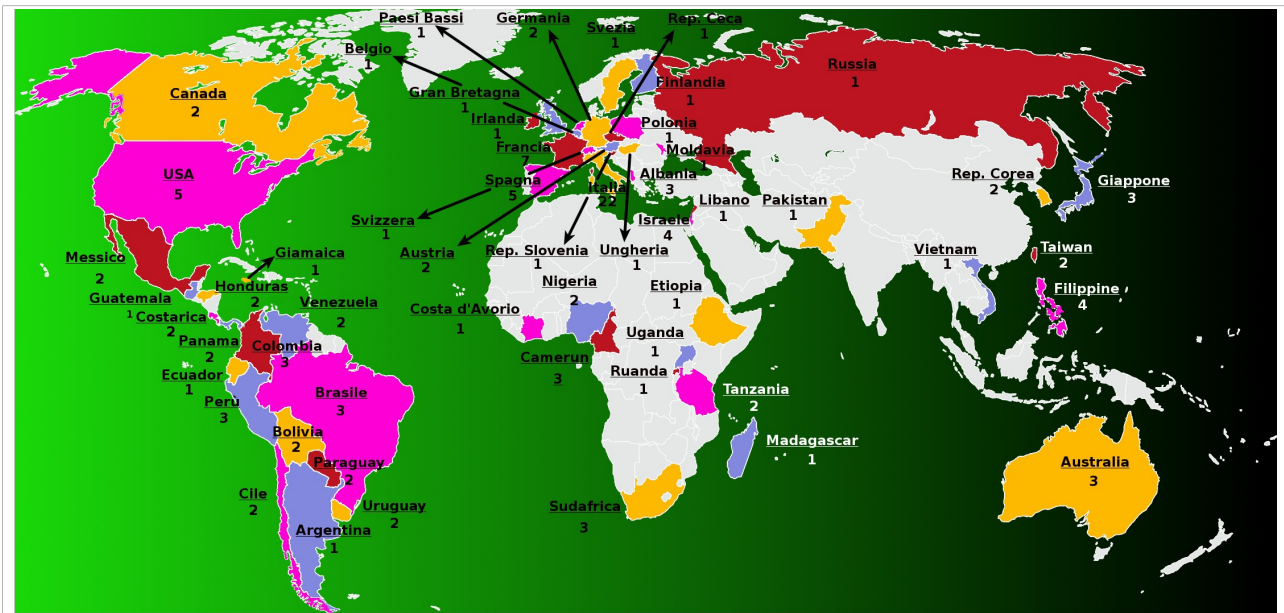 Paesi Bassi
1
Germania
2
Svezia
1
Rep. Ceca
1
Belgio
1
Russia
1
Canada
2
Gran Bretagna
1
Finlandia
1
Irlanda
1
Polonia
1
Francia
7
Moldavia
1
USA
5
Spagna
5
Italia
22
Albania
3
Rep. Corea
2
Giappone
3
Svizzera
1
Israele
4
Libano
1
Pakistan
1
Austria
2
Rep. Slovenia
1
Ungheria
1
Vietnam
1
Taiwan
2
Messico
2
Giamaica
1
Honduras
2
Guatemala
1
Costarica
2
Venezuela
2
Nigeria
2
Etiopia
1
Filippine
4
Costa d'Avorio
1
Panama
2
Colombia
3
Uganda
1
Camerun
3
Ruanda
1
Ecuador
1
Perù
3
Brasile
3
Tanzania
2
Bolivia
2
Madagascar
1
Paraguay
2
Australia
3
Cile
2
Uruguay
2
Sudafrica
3
Argentina
1